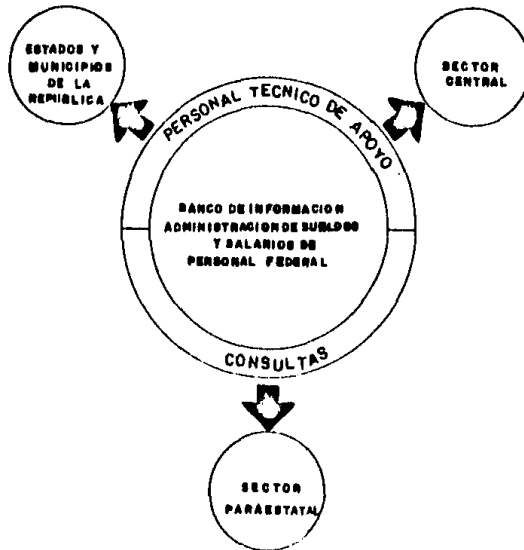 ESTADOS Y
MUNICIPIOS
DE LA
REPUBLICA
SECTOR
CENTRAL
PERSONAL TECNICO DE APOYO
BANCO DE INFORMACION
ADMINISTRACION DE SUELDOS
Y SALARIOS DE
PERSONAL FEDERAL
CONSULTAS
SECTOR
PARAESTATAL